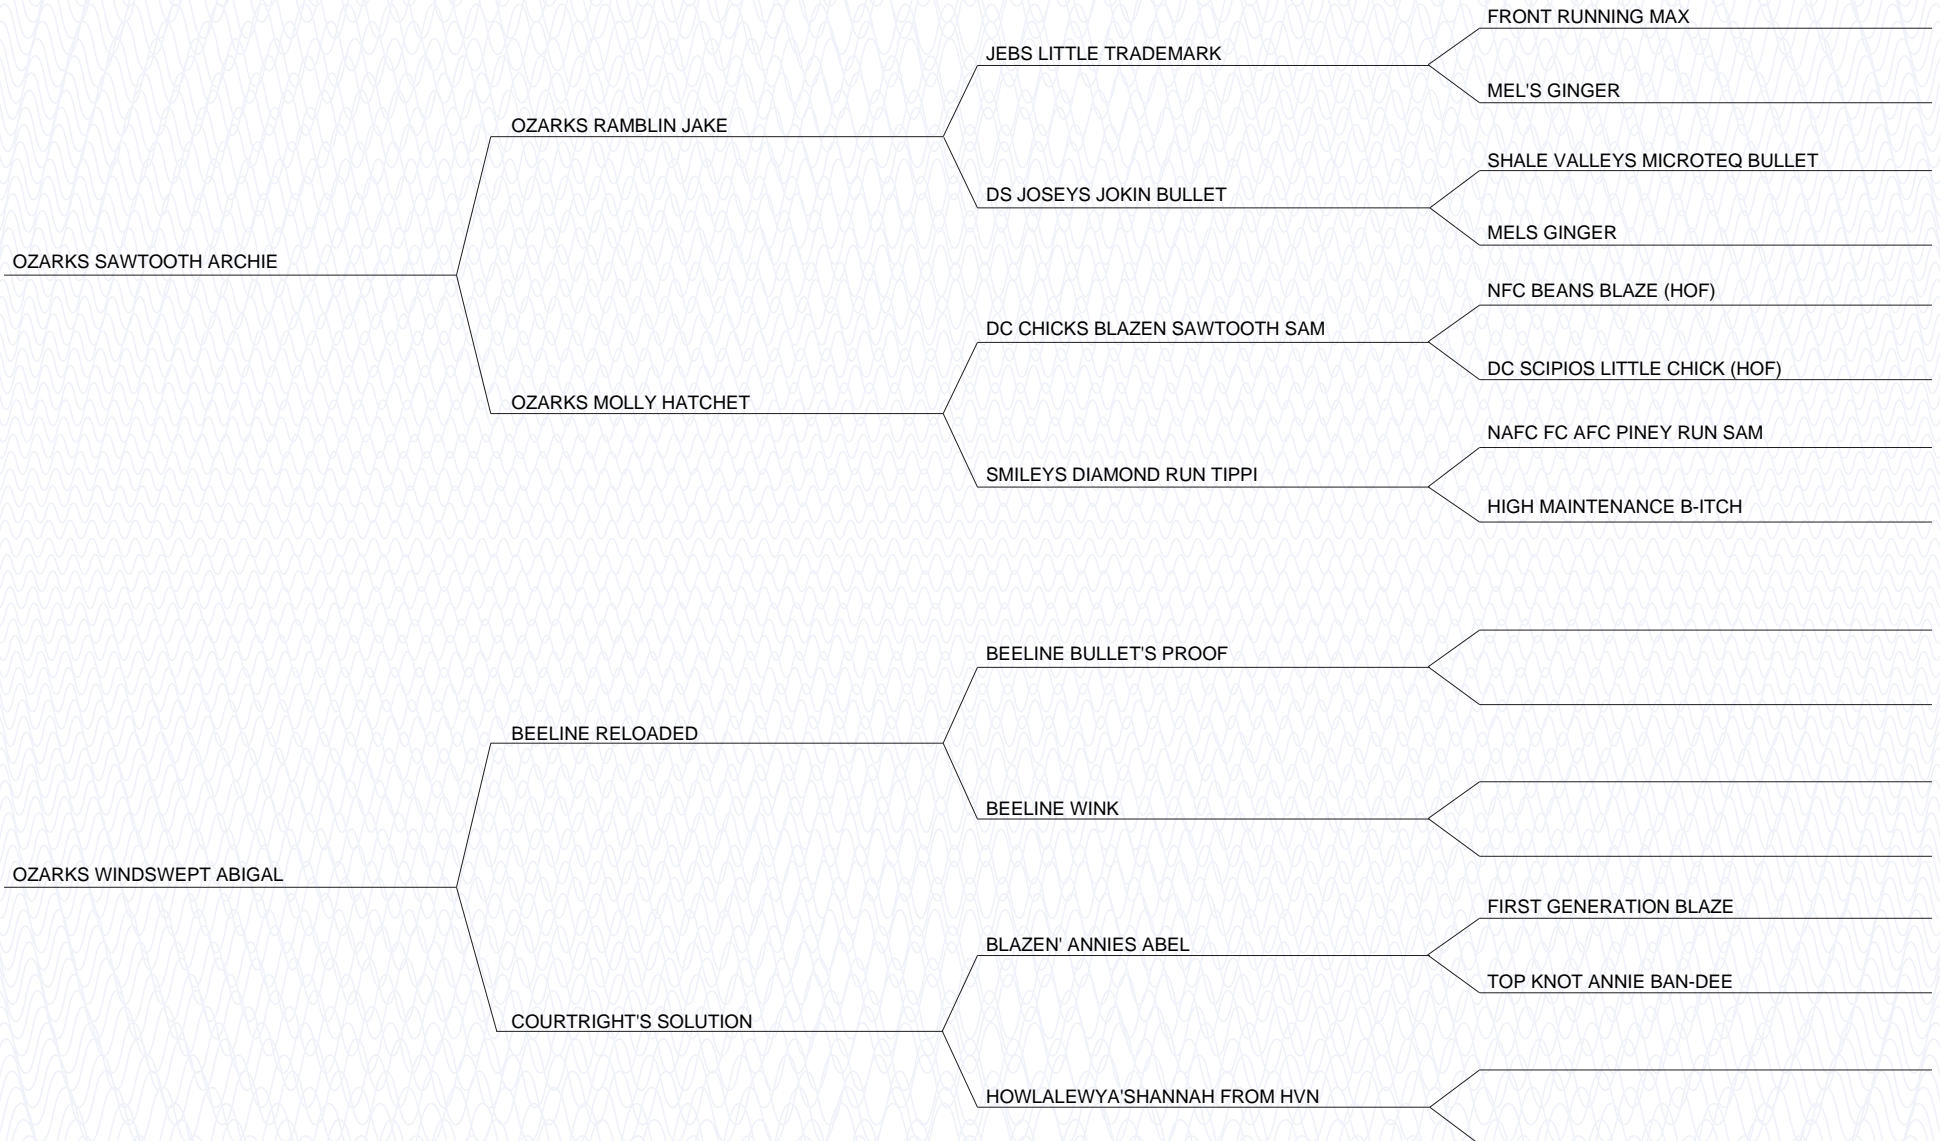 FRONT RUNNING MAX
JEBS LITTLE TRADEMARK
MEL'S GINGER
OZARKS RAMBLIN JAKE
SHALE VALLEYS MICROTEQ BULLET
DS JOSEYS JOKIN BULLET
MELS GINGER
OZARKS SAWTOOTH ARCHIE
NFC BEANS BLAZE (HOF)
DC CHICKS BLAZEN SAWTOOTH SAM
DC SCIPIOS LITTLE CHICK (HOF)
OZARKS MOLLY HATCHET
NAFC FC AFC PINEY RUN SAM
SMILEYS DIAMOND RUN TIPPI
HIGH MAINTENANCE B-ITCH
BEELINE BULLET'S PROOF
BEELINE RELOADED
BEELINE WINK
OZARKS WINDSWEPT ABIGAL
FIRST GENERATION BLAZE
BLAZEN' ANNIES ABEL
TOP KNOT ANNIE BAN-DEE
COURTRIGHT'S SOLUTION
HOWLALEWYA'SHANNAH FROM HVN